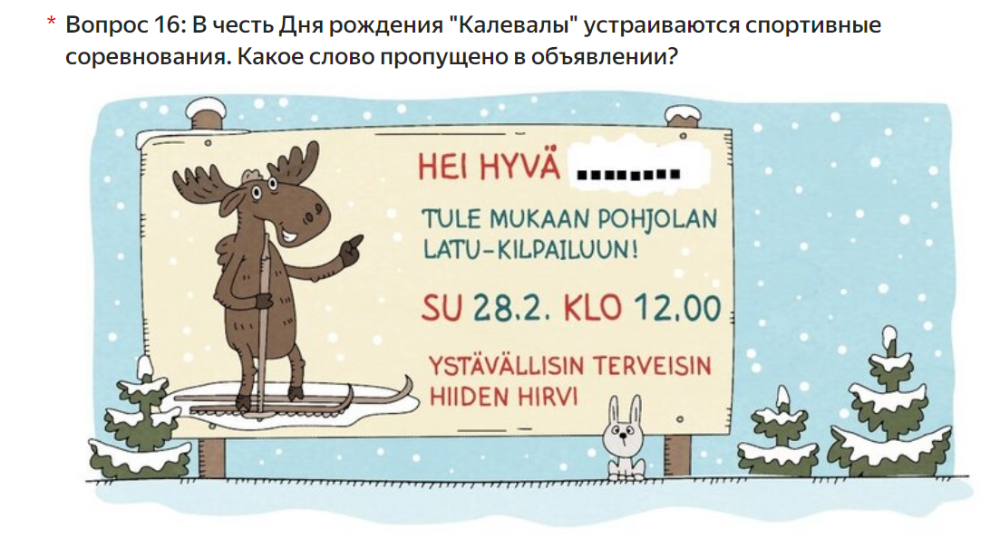 * Вопрос 16: В честь Дня рождения "Калевалы" устраиваются спортивные
соревнования. Какое слово пропущено в объявлении?
HEI HYVÄ ........
TULE MUKAAN POHJOLAN
LATU-KILPAILUUN!
SU 28.2. KLO 12.00
YSTÄVÄLLISIN TERVEISIN
HIIDEN HIRVI